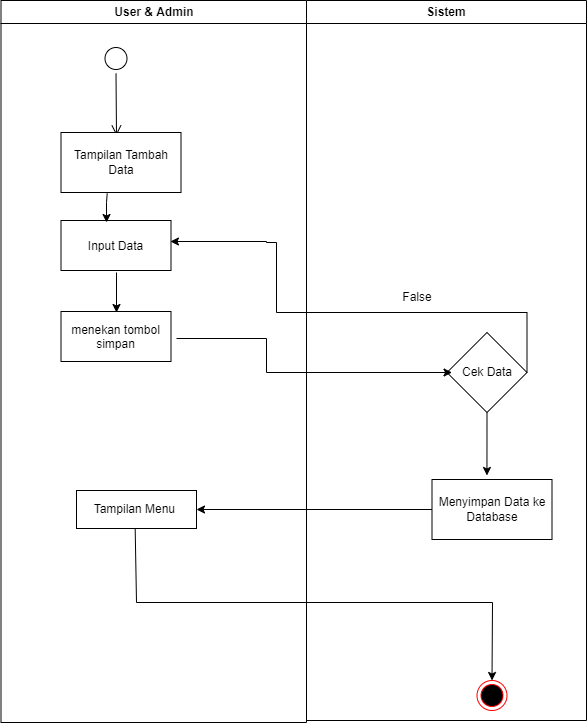 User & Admin
Sistem
Tampilan Tambah
Data
Input Data
False
menekan tombol
simpan
Cek Data
Menyimpan Data ke
Database
Tampilan Menu